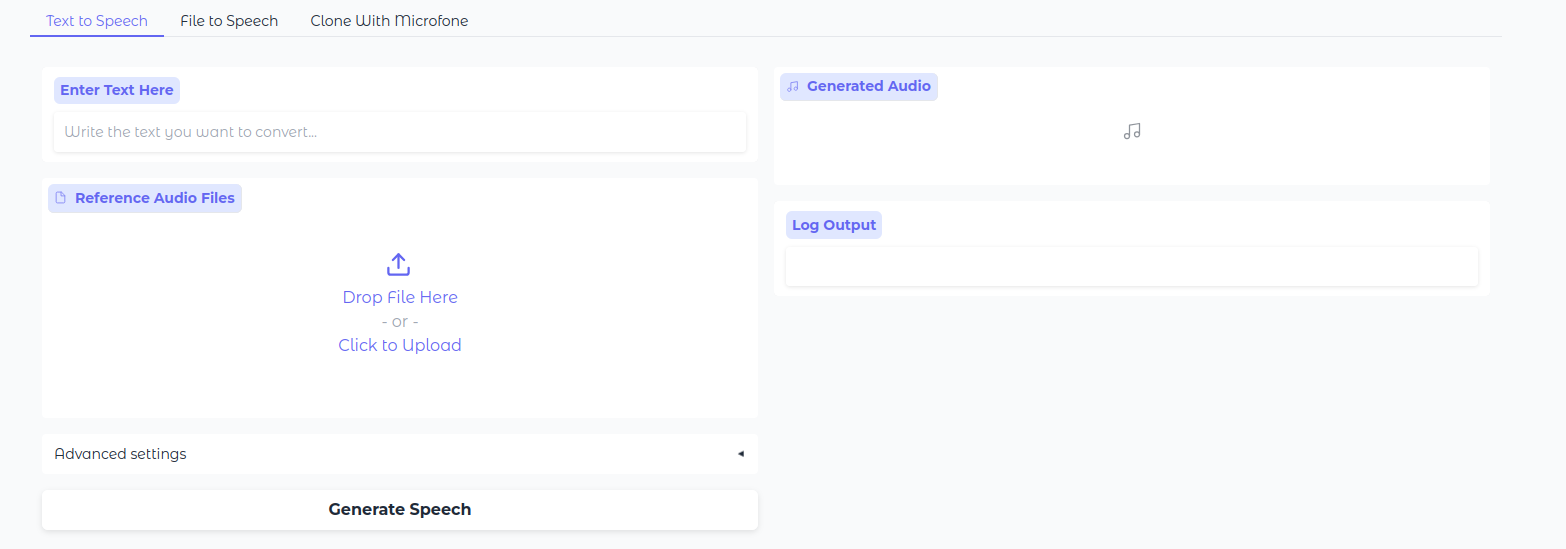 Text to Speech
File to Speech
Clone With Microfone
Enter Text Here
Write the text you want to convert...
Reference Audio Files
Drop File Here
- or -
Click to Upload
Advanced settings
Generate Speech
Generated Audio
Log Output